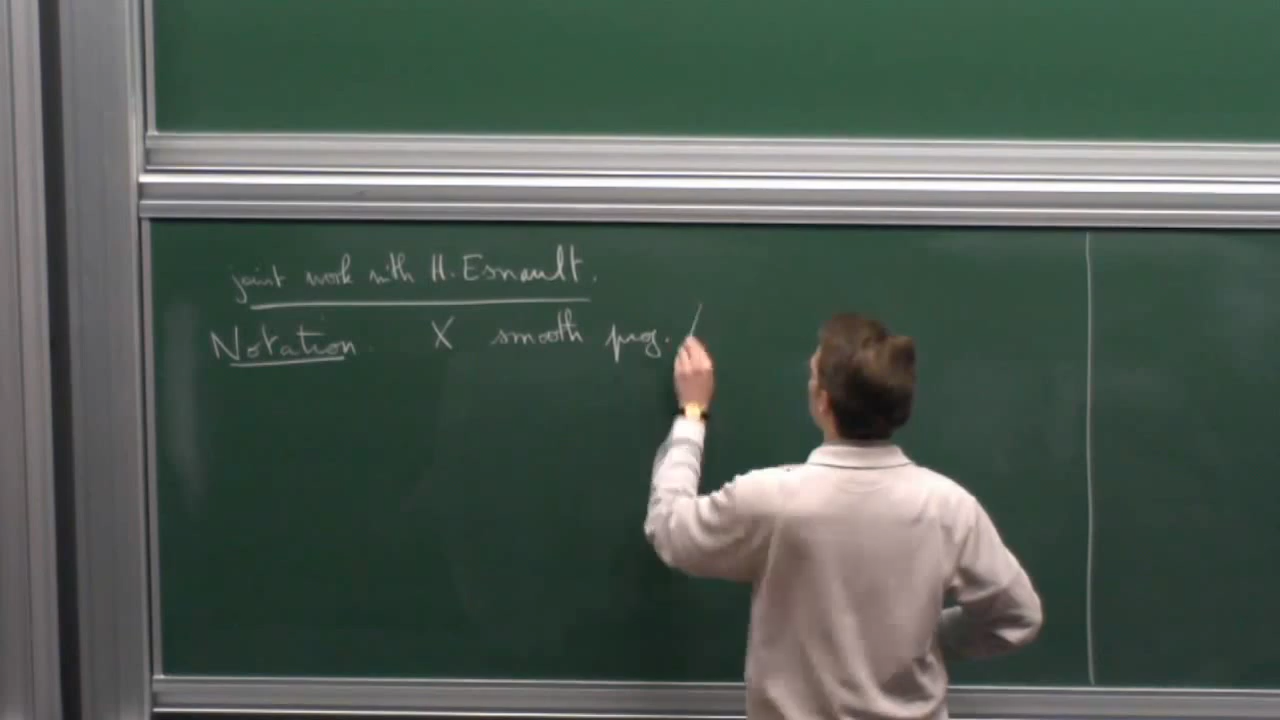 joint work with H. Esnault.
Notation. X smooth proj. /